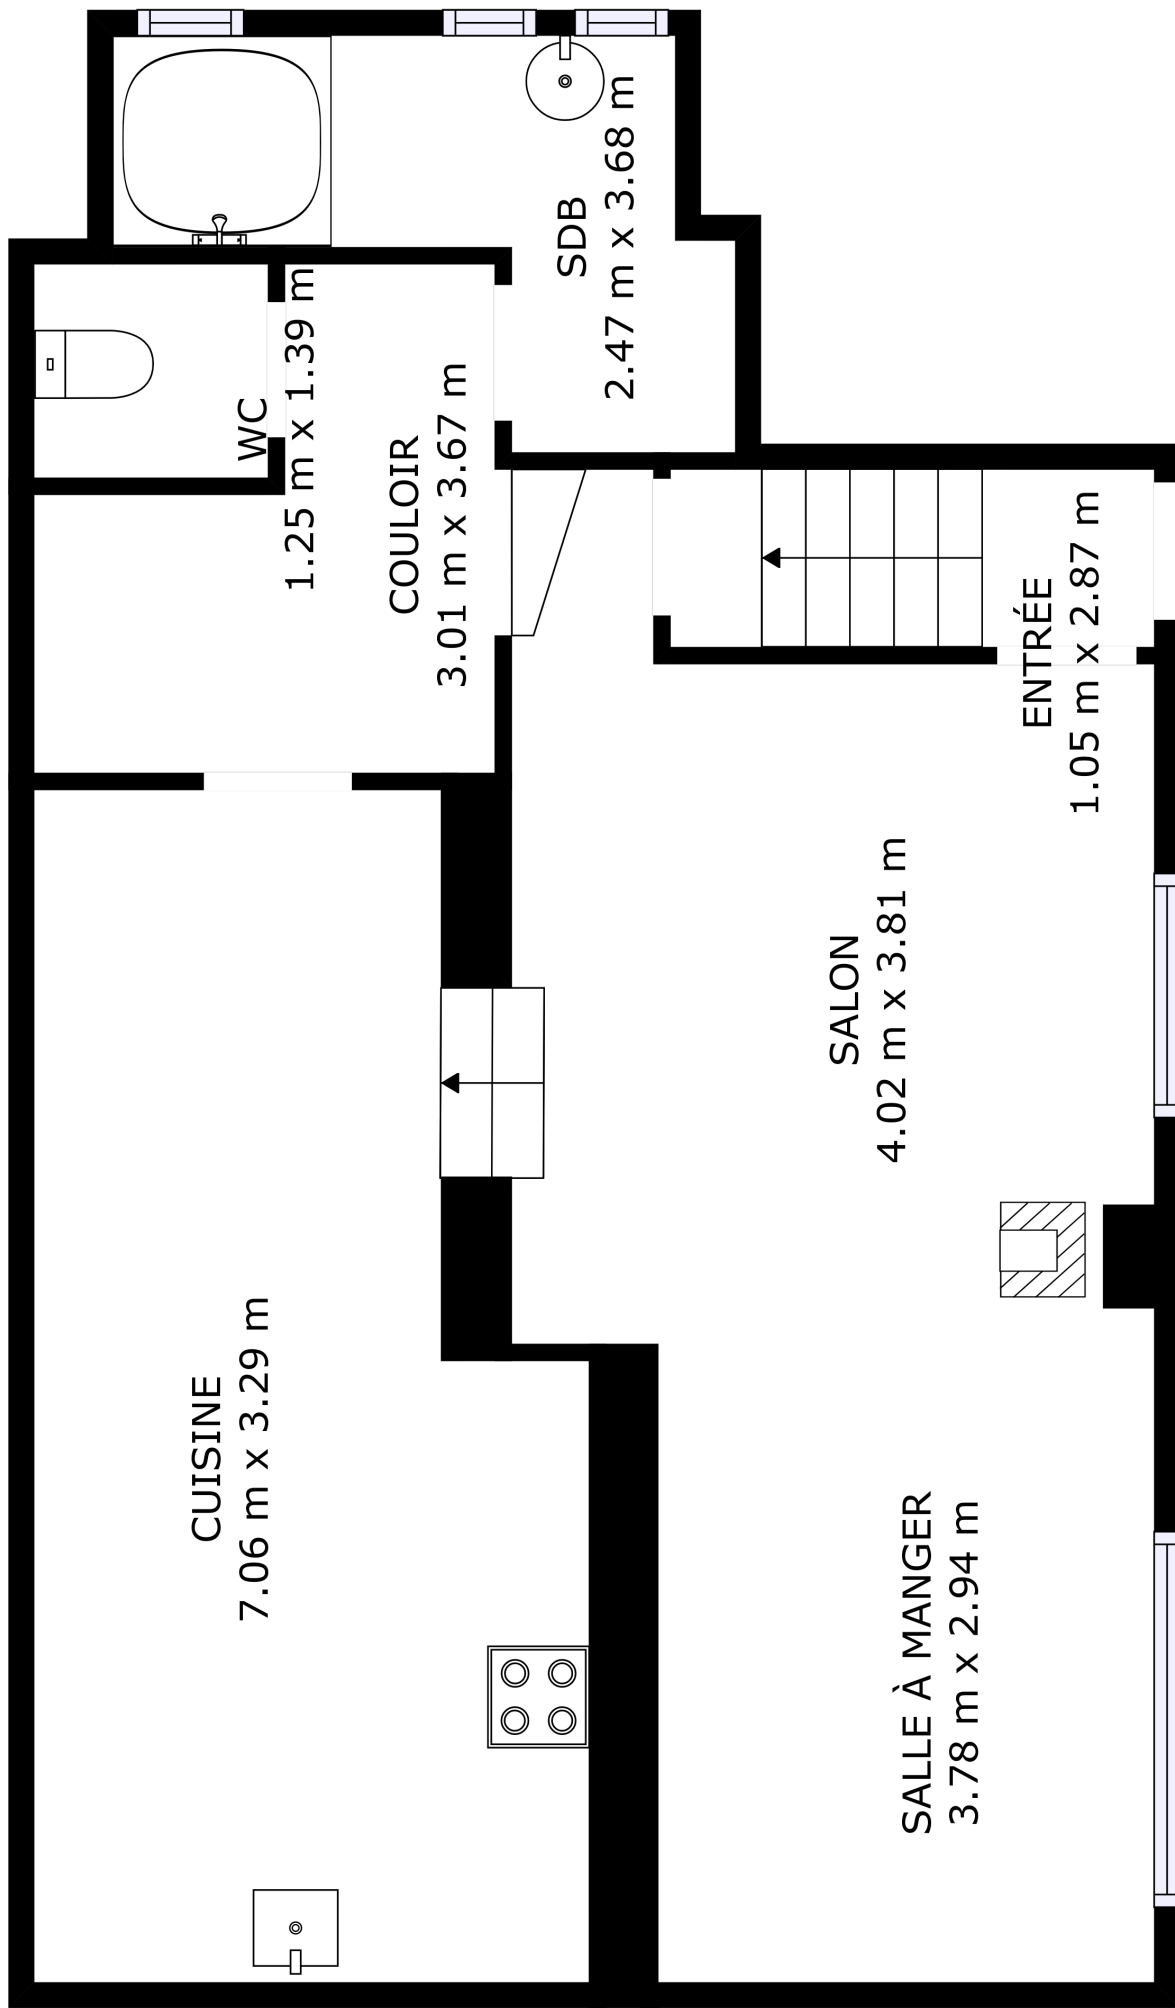 SDB
2.47 m x 3.68 m
WC
1.25 m x 1.39 m
COULOIR
3.01 m x 3.67 m
ENTRÉE
1.05 m x 2.87 m
SALON
4.02 m x 3.81 m
CUISINE
7.06 m x 3.29 m
SALLE À MANGER
3.78 m x 2.94 m